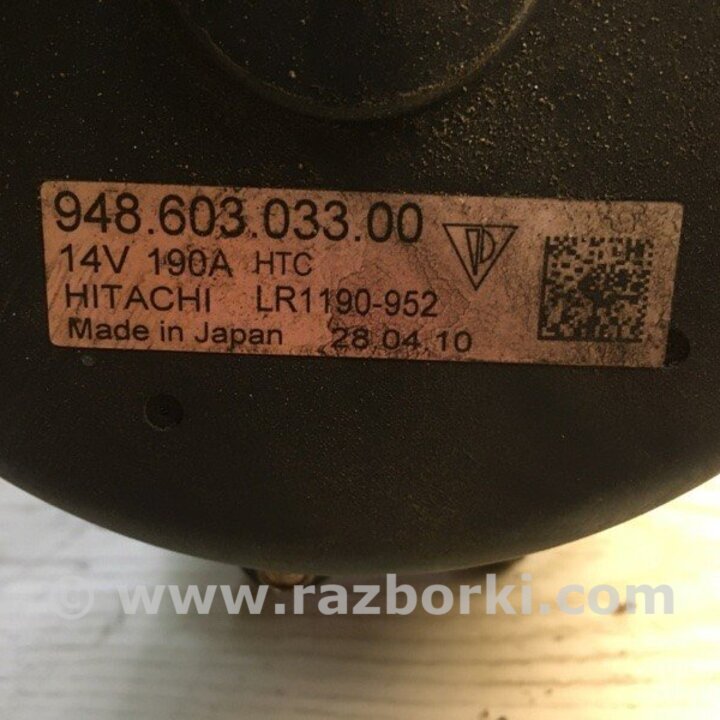 948.603.033.00
14V 190A HTC
HITACHI LR1190-952
Made in Japan 28.04.10
© www.razborki.com